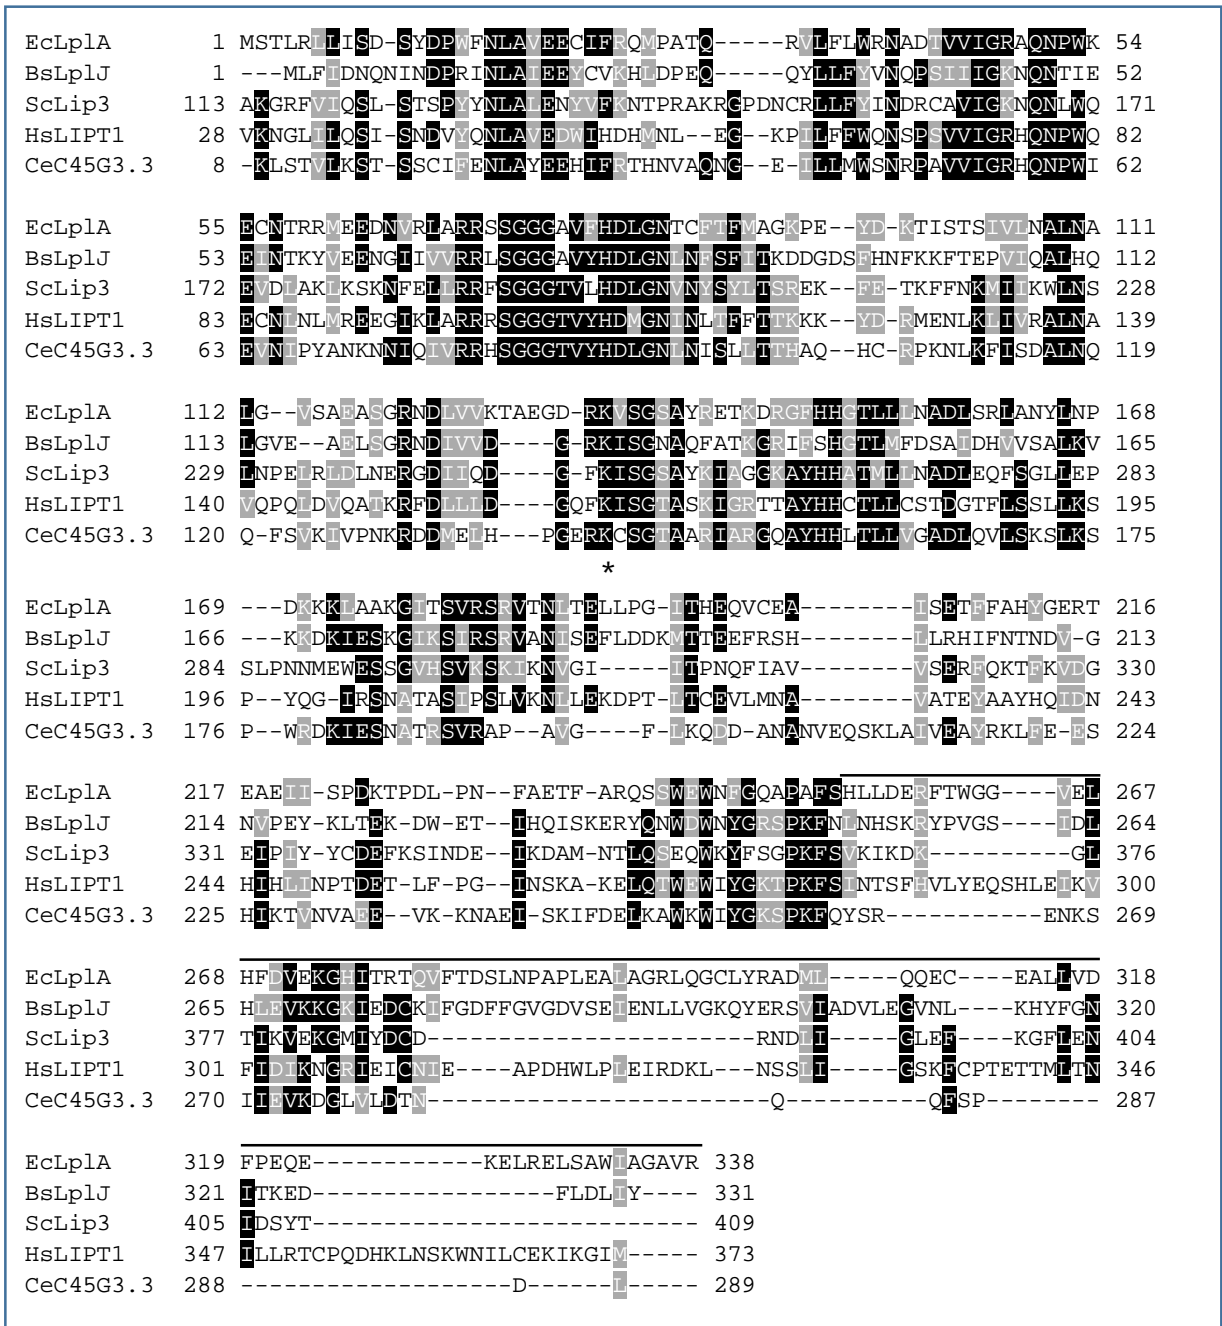 EcLplA 1 MSTLRLLISD-SYDPWFNLAVEECIFRQMPATQ-----RVLFLWRNADTVVIGRAQNPWK 54
BsLplJ 1 ---MLFIDNQNINDPRINLAIEEYCVKHLDPEQ-----QYLLFYVNQPSIIIGKNQNTIE 52
ScLip3 113 AKGRFVIQSL-STSPYYNLALENYVFKNTPRAKRGPDNCRLLFYINDRCAVIGKNQNLWQ 171
HsLIPT1 28 VKNGLILQSI-SNDVYQNLAVEDWIHDHMNL--EG--KPILFFWQNSPSVVIGRHQNPWQ 82
CeC45G3.3 8 -KLSTVLKST-SSCIFENLAYEEHIFRTHNVAQNG--E-ILLMWSNRPAVVIGRHQNPWI 62
EcLplA 55 ECNTRRMEEDNVRLARRSSGGGAVFHDLGNTCFTFMAGKPE--YD-KTISTSIVLNALNA 111
BsLplJ 53 EINTKYVEENGIIVVRRLSGGGAVYHDLGNLNFSFITKDDGDSFHNFKKFTEPVIQALHQ 112
ScLip3 172 EVDLAKLKSKNFELLRRFSGGGTVLHDLGNVNYSYLTSREK--FE-TKFFNKMIIKWLNS 228
HsLIPT1 83 ECNLNLMREEGIKLARRRSGGGTVYHDMGNINLTFFTTKKK--YD-RMENLKLIVRALNA 139
CeC45G3.3 63 EVNIPYANKNNIQIVRRHSGGGTVYHDLGNLNISLLTTHAQ--HC-RPKNLKFISDALNQ 119
EcLplA 112 LG--VSAEASGRNDLVVKTAEGD-RKVSGSAYRETKDRGFHHGTLLLNADLSRLANYLNP 168
BsLplJ 113 LGVE--AELSGRNDIVVD----G-RKISGNAQFATKGRIFSHGTLMFDSAIDHVVSALKV 165
ScLip3 229 LNPELRLDLNERGDIIQD----G-FKISGSAYKIAGGKAYHHATMLLNADLEQFSGLLEP 283
HsLIPT1 140 VQPQLDVQATKRFDLLLD----GQFKISGTASKIGRTTAYHHCTLLCSTDGTFLSSLLKS 195
CeC45G3.3 120 Q-FSVKIVPNKRDDMELH---PGERKCSGTAARIARGQAYHHLTLLVGADLQVLSKSLKS 175
*
EcLplA 169 ---DKKKLAAKGITSVRSRVTNLTELLPG-ITHEQVCEA--------ISETFFAHYGERT 216
BsLplJ 166 ---KKDKIESKGIKSIRSRVANISEFLDDKMTTEEFRSH--------LLRHIFNTNDV-G 213
ScLip3 284 SLPNNMEWESSGVHSVKSKIKNVGI-----ITPNQFIAV--------VSERFQKTFKVDG 330
HsLIPT1 196 P--YQG-IRSNATASIPSLVKNLLEKDPT-LTCEVLMNA--------VATEYAAYHQIDN 243
CeC45G3.3 176 P--WRDKIESNATRSVRAP--AVG----F-LKQDD-ANANVEQSKLAIVEAYRKLFE-ES 224
EcLplA 217 EAEII-SPDKTPDL-PN--FAETF-ARQSSWEWNFGQAPAFSHLLDERFTWGG----VEL 267
BsLplJ 214 NVPEY-KLTEK-DW-ET--IHQISKERYQNWDWNYGRSPKFNLNHSKRYPVGS----IDL 264
ScLip3 331 EIPIY-YCDEFKSINDE--IKDAM-NTLQSEQWKYFSGPKFSVKIKDK---------GL 376
HsLIPT1 244 HIHLINPTDET-LF-PG--INSKA-KELQTWEWIYGKTPKFSINTSFHVLYEQSHLEIKV 300
CeC45G3.3 225 HIKTVNVAEE--VK-KNAEI-SKIFDELKAWKWIYGKSPKFQYSR-----------ENKS 269
EcLplA 268 HFDVEKGHITRTQVFTDSLNPAPLEALAGRLQGCLYRADML-----QQEC----EALLVD 318
BsLplJ 265 HLEVKKGKIEDCKIFGDFFGVGDVSEIENLLVGKQYERSVIADVLEGVNL----KHYFGN 320
ScLip3 377 TIKVEKGMIYDCD-----------------------RNDLI-----GLEF----KGFLEN 404
HsLIPT1 301 FIDIKNGRIEICNIE-----APDHWLPLEIRDKL---NSSLI----GSKFCPTETTMLTN 346
CeC45G3.3 270 IIEVKDGLVLDTN------------------------Q----------QFSP-------- 287
EcLplA 319 FPEQE------------KELRELSAWIAGAVR 338
BsLplJ 321 ITKED-----------------FLDLIY---- 331
ScLip3 405 IDSYT--------------------------- 409
HsLIPT1 347 ILLRTCPQDHKLNSKWNILCEKIKGIM----- 373
CeC45G3.3 288 -------------------D------L----- 289